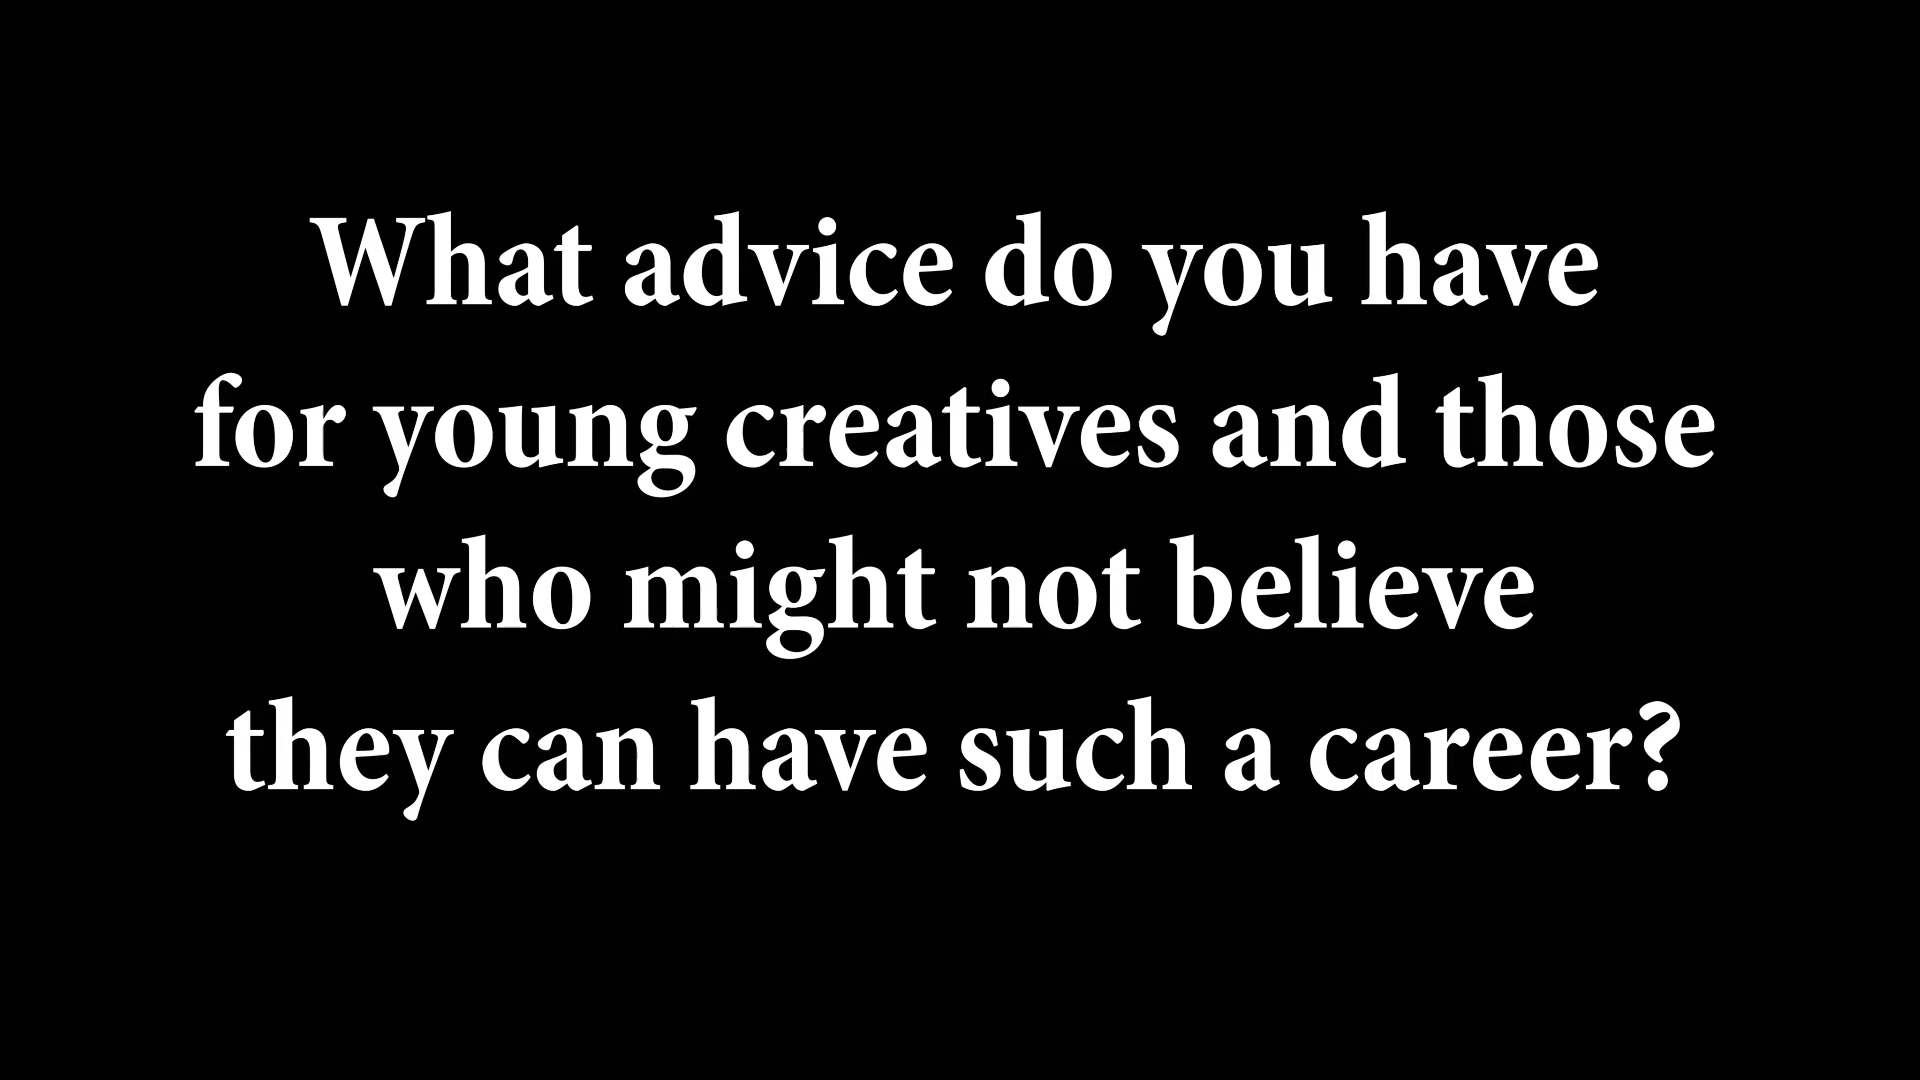 What advice do you have
for young creatives and those
who might not believe
they can have such a career?